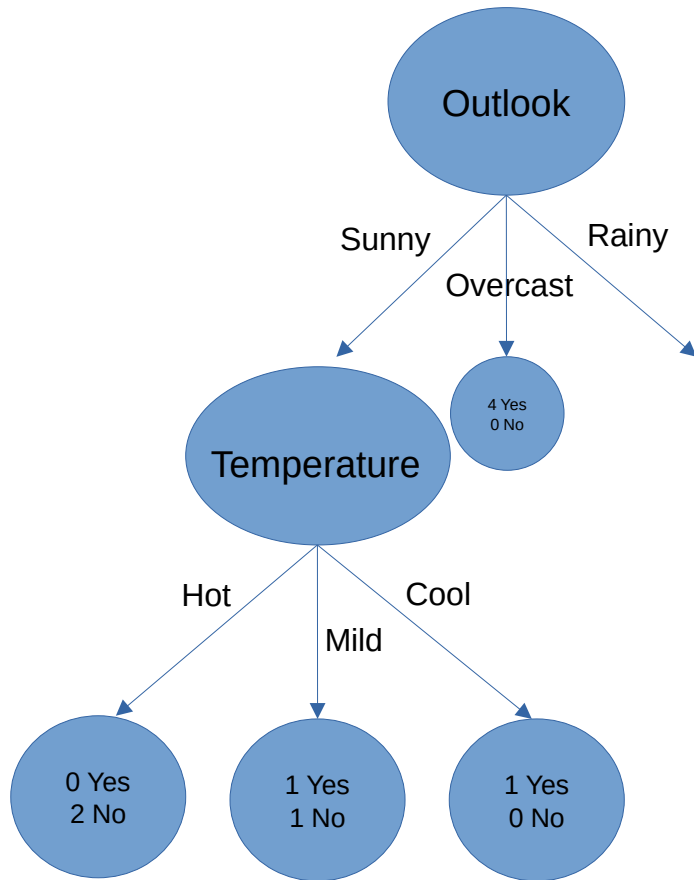 Outlook
Sunny
Rainy
Overcast
4 Yes
0 No
Temperature
Hot
Cool
Mild
0 Yes
2 No
1 Yes
1 No
1 Yes
0 No